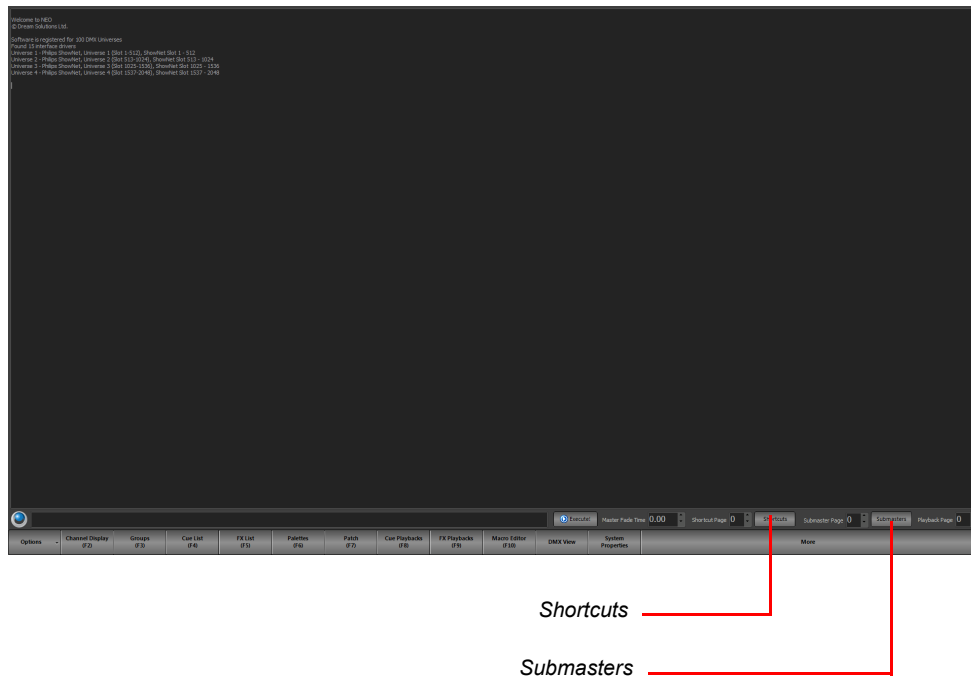 Welcome to NEO
© Dream Solutions Ltd.
Software is registered for 100 DMX Universes
Found 15 interface drivers
Universe 1 - Philips ShowNet, Universe 1 (Slot 1-512), ShowNet Slot 1 - 512
Universe 2 - Philips ShowNet, Universe 2 (Slot 513-1024), ShowNet Slot 513 - 1024
Universe 3 - Philips ShowNet, Universe 3 (Slot 1025-1536), ShowNet Slot 1025 - 1536
Universe 4 - Philips ShowNet, Universe 4 (Slot 1537-2048), ShowNet Slot 1537 - 2048
Execute! Master Fade Time 0.00 Shortcut Page 0 Shortcuts Submaster Page 0 Submasters Playback Page 0
Options Channel Display (F2) Groups (F3) Cue List (F4) FX List (F5) Palettes (F6) Patch (F7) Cue Playbacks (F8) FX Playbacks (F9) Macro Editor (F10) DMX View System Properties More
Shortcuts
Submasters